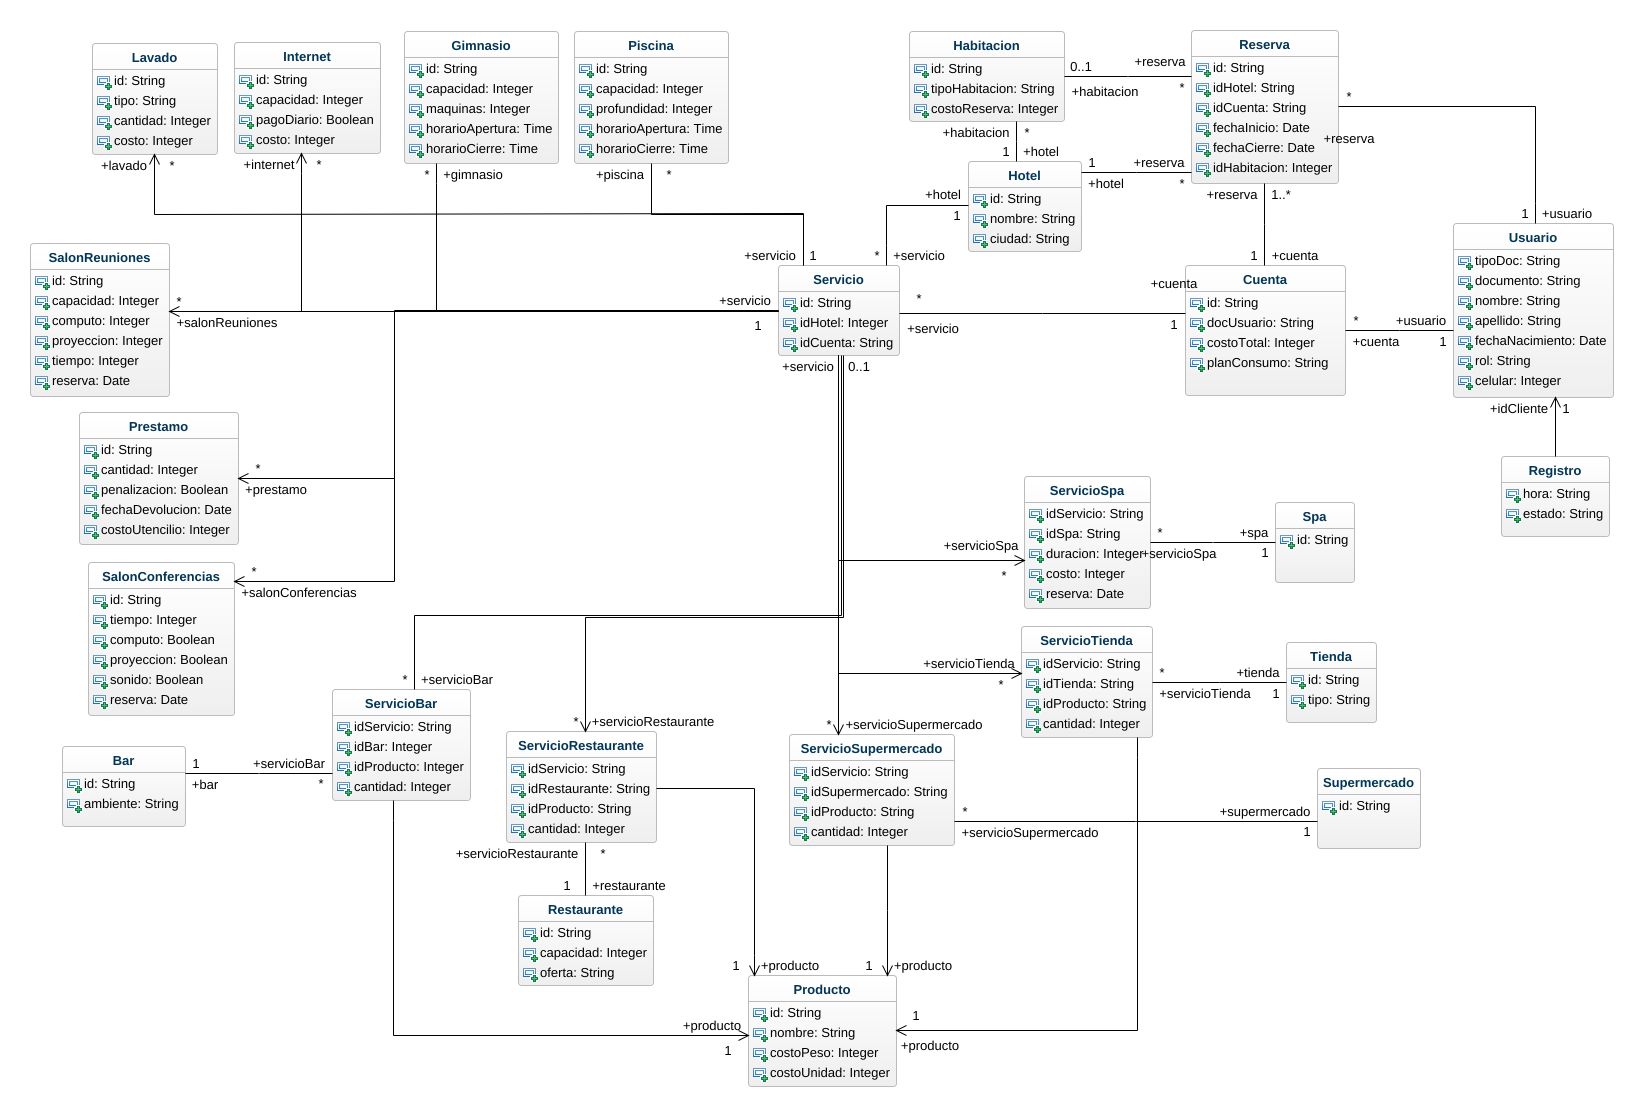 Lavado
id: String
tipo: String
cantidad: Integer
costo: Integer
+lavado
*
Internet
id: String
capacidad: Integer
pagoDiario: Boolean
costo: Integer
+internet
*
Gimnasio
id: String
capacidad: Integer
maquinas: Integer
horarioApertura: Time
horarioCierre: Time
*
+gimnasio
Piscina
id: String
capacidad: Integer
profundidad: Integer
horarioApertura: Time
horarioCierre: Time
+piscina
*
Habitacion
id: String
tipoHabitacion: String
costoReserva: Integer
0..1
+reserva
+habitacion
*
+habitacion
*
1
+hotel
Reserva
id: String
idHotel: String
idCuenta: String
fechaInicio: Date
fechaCierre: Date
idHabitacion: Integer
*
+reserva
1
+usuario
Hotel
id: String
nombre: String
ciudad: String
1
+reserva
+hotel
*
+reserva
1..*
1
+cuenta
+hotel
1
*
+servicio
+servicio
1
Servicio
id: String
idHotel: Integer
idCuenta: String
+servicio
1
*
+servicio
+cuenta
1
+servicio
0..1
Cuenta
id: String
docUsuario: String
costoTotal: Integer
planConsumo: String
*
+cuenta
+usuario
1
Usuario
tipoDoc: String
documento: String
nombre: String
apellido: String
fechaNacimiento: Date
rol: String
celular: Integer
+idCliente
1
Registro
hora: String
estado: String
SalonReuniones
id: String
capacidad: Integer
computo: Integer
proyeccion: Integer
tiempo: Integer
reserva: Date
*
+salonReuniones
Prestamo
id: String
cantidad: Integer
penalizacion: Boolean
fechaDevolucion: Date
costoUtencilio: Integer
*
+prestamo
SalonConferencias
id: String
tiempo: Integer
computo: Boolean
proyeccion: Boolean
sonido: Boolean
reserva: Date
*
+salonConferencias
+servicioSpa
*
ServicioSpa
idServicio: String
idSpa: String
duracion: Integer
costo: Integer
reserva: Date
*
+servicioSpa
+spa
1
Spa
id: String
+servicioTienda
*
ServicioTienda
idServicio: String
idTienda: String
idProducto: String
cantidad: Integer
*
+servicioTienda
+tienda
1
Tienda
id: String
tipo: String
*
+servicioBar
ServicioBar
idServicio: String
idBar: Integer
idProducto: Integer
cantidad: Integer
Bar
id: String
ambiente: String
1
+bar
+servicioBar
*
*
+servicioRestaurante
ServicioRestaurante
idServicio: String
idRestaurante: String
idProducto: String
cantidad: Integer
+servicioRestaurante
*
1
+restaurante
Restaurante
id: String
capacidad: Integer
oferta: String
*
+servicioSupermercado
ServicioSupermercado
idServicio: String
idSupermercado: String
idProducto: String
cantidad: Integer
*
+servicioSupermercado
+supermercado
1
Supermercado
id: String
1
+producto
1
+producto
+producto
1
1
+producto
Producto
id: String
nombre: String
costoPeso: Integer
costoUnidad: Integer